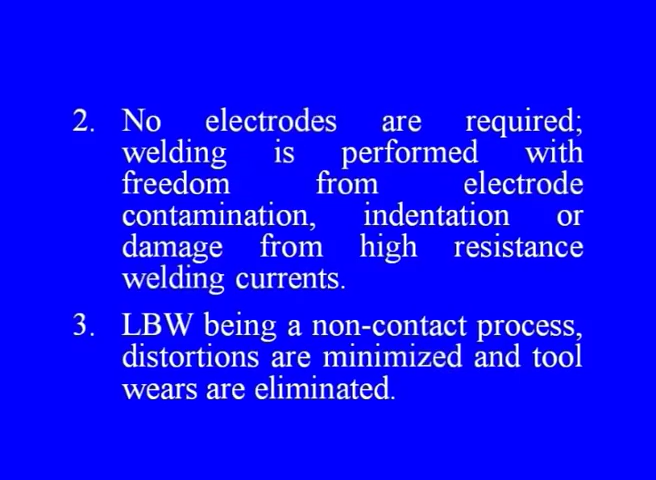 2. No electrodes are required;
welding is performed with
freedom from electrode
contamination, indentation or
damage from high resistance
welding currents.
3. LBW being a non-contact process,
distortions are minimized and tool
wears are eliminated.